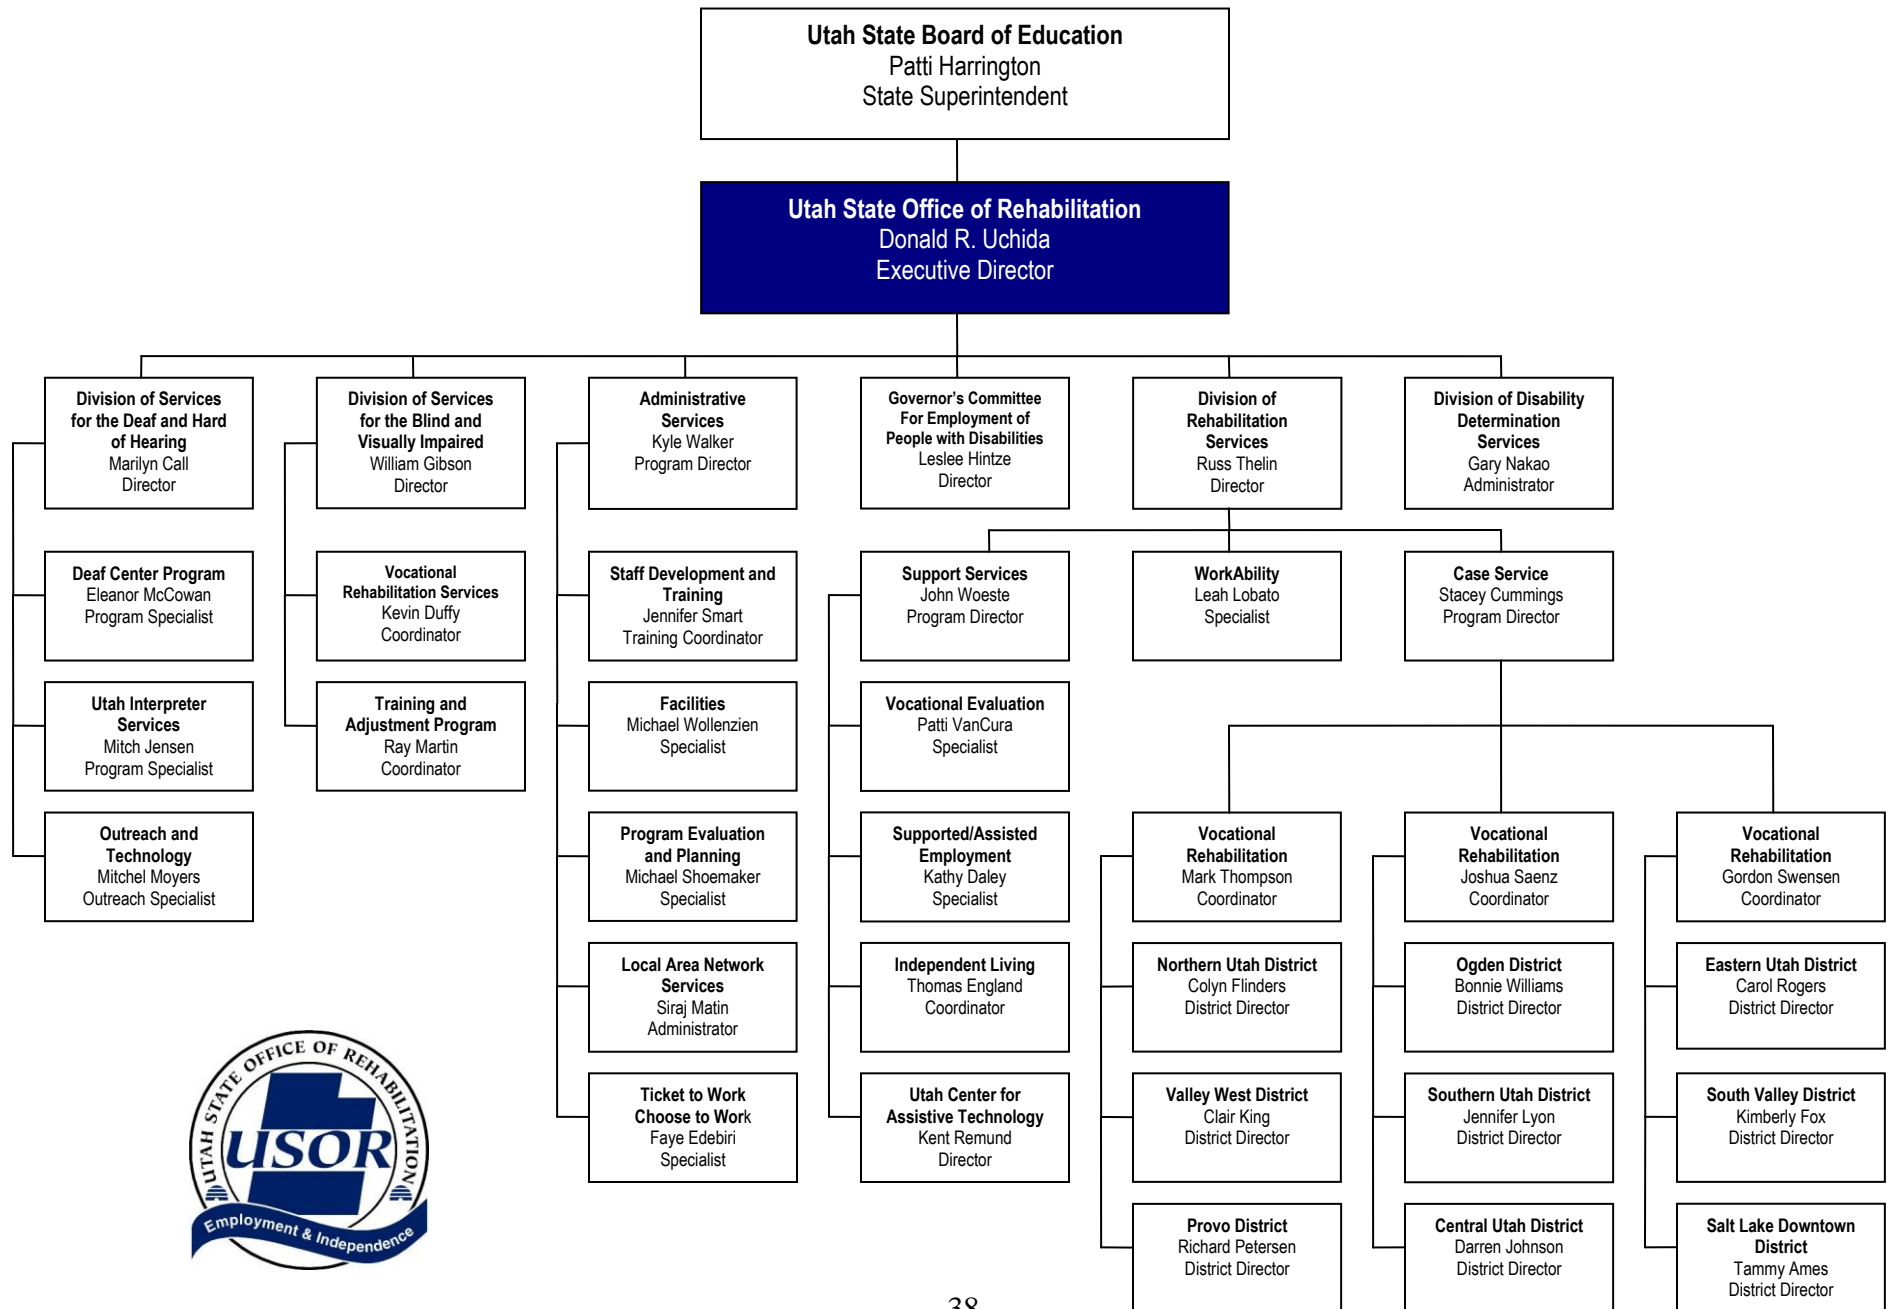 Utah State Board of Education
Patti Harrington
State Superintendent
Utah State Office of Rehabilitation
Donald R. Uchida
Executive Director
Division of Services
for the Deaf and Hard
of Hearing
Marilyn Call
Director
Division of Services
for the Blind and
Visually Impaired
William Gibson
Director
Administrative
Services
Kyle Walker
Program Director
Governor's Committee
For Employment of
People with Disabilities
Leslee Hintze
Director
Division of
Rehabilitation
Services
Russ Thelin
Director
Division of Disability
Determination
Services
Gary Nakao
Administrator
Deaf Center Program
Eleanor McCowan
Program Specialist
Vocational
Rehabilitation Services
Kevin Duffy
Coordinator
Staff Development and
Training
Jennifer Smart
Training Coordinator
Support Services
John Woeste
Program Director
WorkAbility
Leah Lobato
Specialist
Case Service
Stacey Cummings
Program Director
Utah Interpreter
Services
Mitch Jensen
Program Specialist
Training and
Adjustment Program
Ray Martin
Coordinator
Facilities
Michael Wollenzien
Specialist
Vocational Evaluation
Patti VanCura
Specialist
Outreach and
Technology
Mitchel Moyers
Outreach Specialist
Program Evaluation
and Planning
Michael Shoemaker
Specialist
Supported/Assisted
Employment
Kathy Daley
Specialist
Vocational
Rehabilitation
Mark Thompson
Coordinator
Vocational
Rehabilitation
Joshua Saenz
Coordinator
Vocational
Rehabilitation
Gordon Swensen
Coordinator
Local Area Network
Services
Siraj Matin
Administrator
Independent Living
Thomas England
Coordinator
Northern Utah District
Colyn Flinders
District Director
Ogden District
Bonnie Williams
District Director
Eastern Utah District
Carol Rogers
District Director
Ticket to Work
Choose to Work
Faye Edebiri
Specialist
Utah Center for
Assistive Technology
Kent Remund
Director
Valley West District
Clair King
District Director
Southern Utah District
Jennifer Lyon
District Director
South Valley District
Kimberly Fox
District Director
Provo District
Richard Petersen
District Director
Central Utah District
Darren Johnson
District Director
Salt Lake Downtown
District
Tammy Ames
District Director
UTAH STATE OFFICE OF REHABILITATION
USOR
Employment & Independence
38